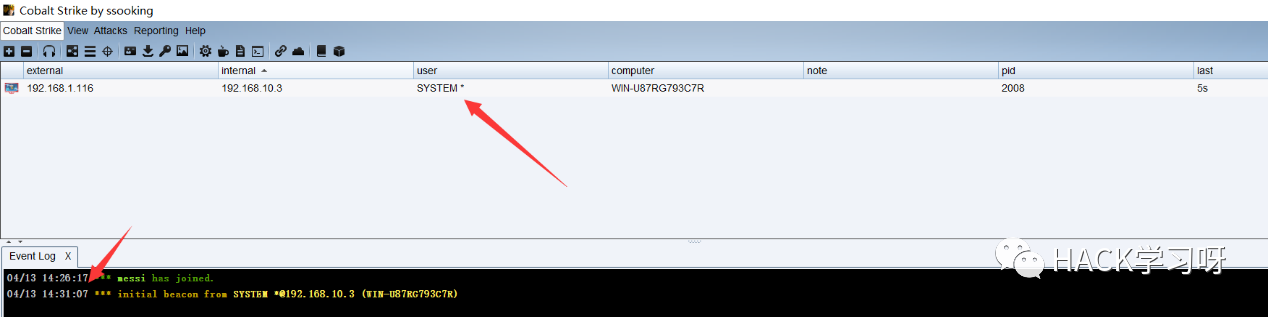 Cobalt Strike by ssooking
Cobalt Strike View Attacks Reporting Help
external internal user computer note pid last
192.168.1.116 192.168.10.3 SYSTEM * WIN-U87RG793C7R 2008 5s
Event Log X
HACK学习呀
04/13 14:26:17 *** messi has joined.
04/13 14:31:07 *** initial beacon from SYSTEM *@192.168.10.3 (WIN-U87RG793C7R)